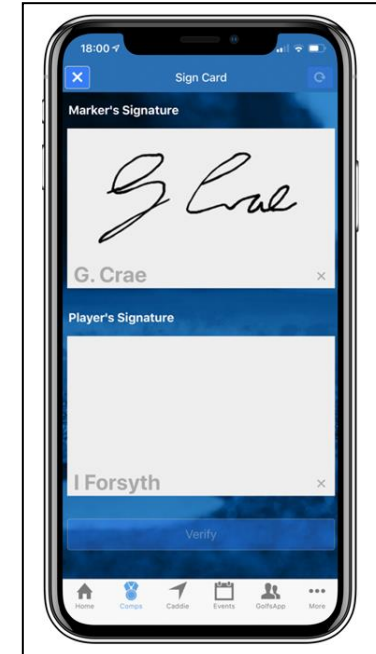 18:00
Sign Card
Marker's Signature
G Crae
G. Crae
×
Player's Signature
I Forsyth
×
Verify
Home Comps Caddie Events GolfsApp More